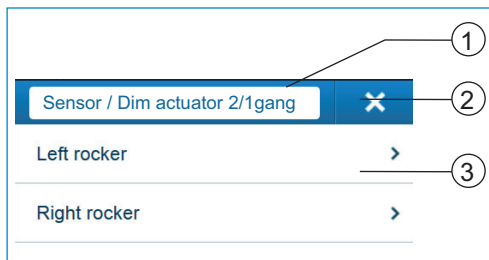 1
Sensor / Dim actuator 2/1gang
2
Left rocker
3
Right rocker